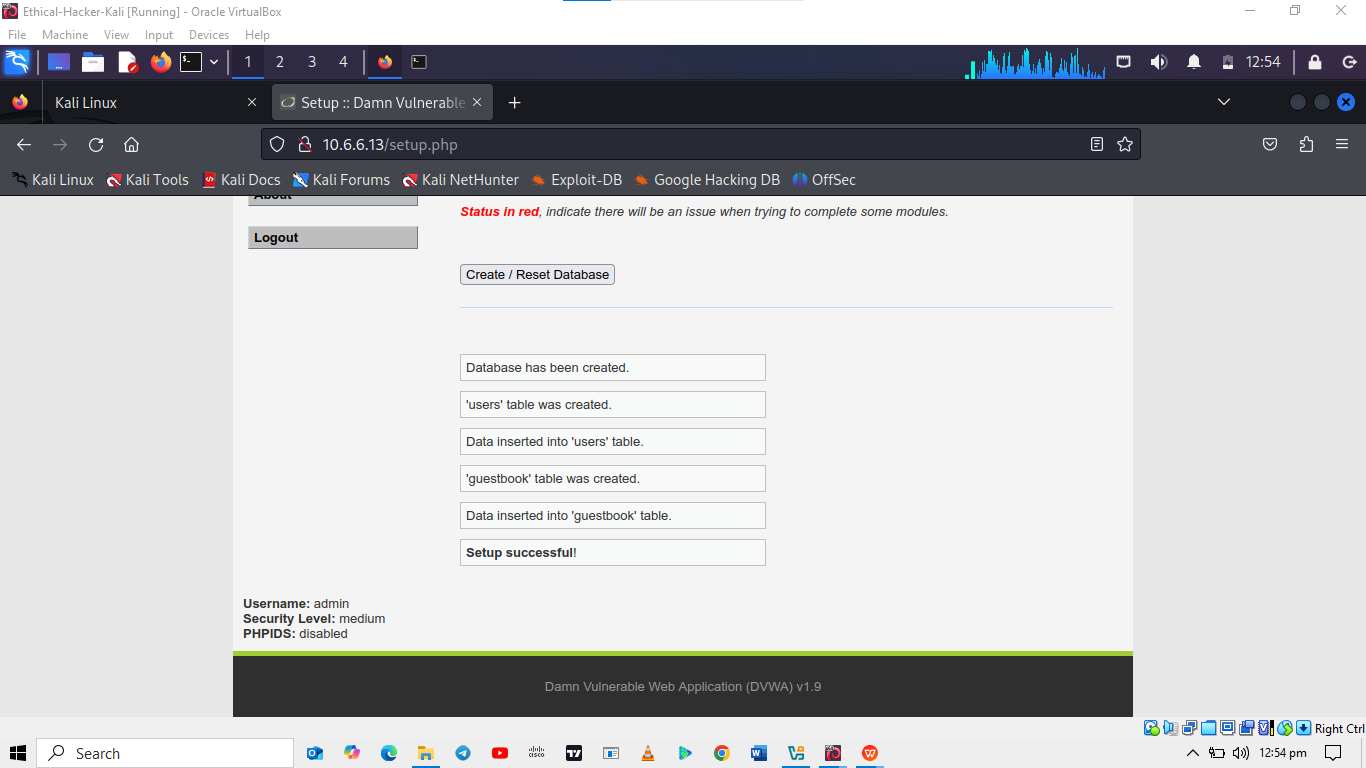 Ethical-Hacker-Kali [Running] - Oracle VirtualBox
File Machine View Input Devices Help
1 2 3 4 12:54
Kali Linux Setup :: Damn Vulnerable
10.6.6.13/setup.php
Kali Linux Kali Tools Kali Docs Kali Forums Kali NetHunter Exploit-DB Google Hacking DB OffSec
About
Status in red, indicate there will be an issue when trying to complete some modules.
Logout
Create / Reset Database
Database has been created.
'users' table was created.
Data inserted into 'users' table.
'guestbook' table was created.
Data inserted into 'guestbook' table.
Setup successful!
Username: admin
Security Level: medium
PHPIDS: disabled
Damn Vulnerable Web Application (DVWA) v1.9
Right Ctrl
Search 12:54 pm